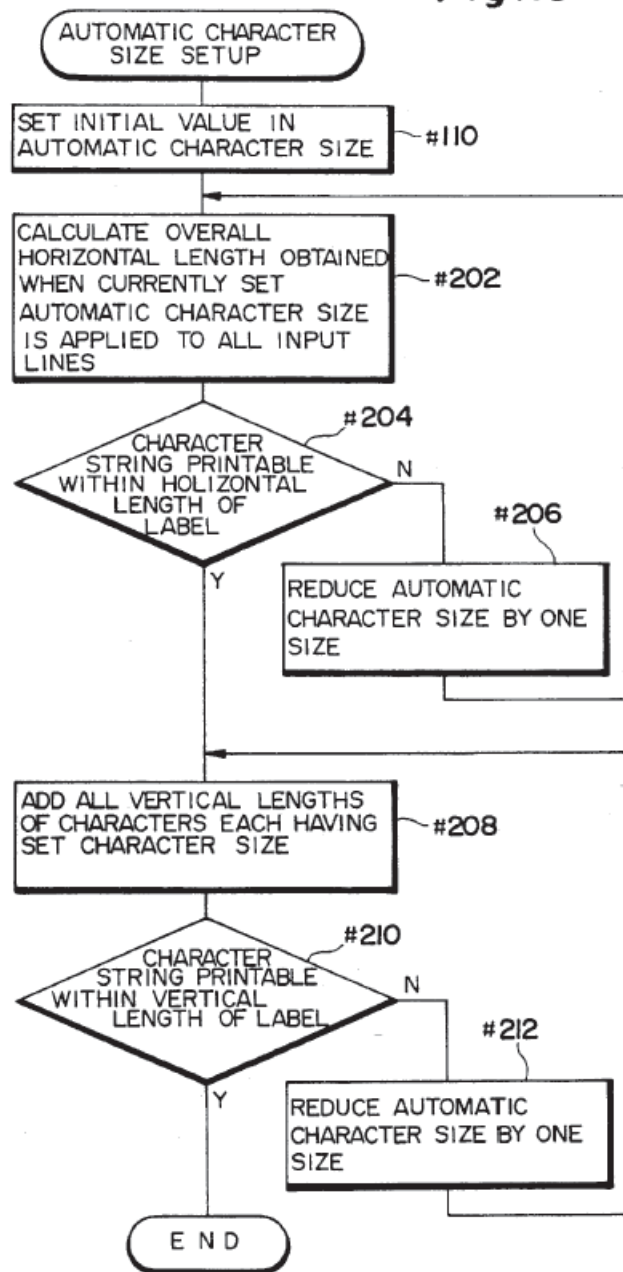 AUTOMATIC CHARACTER
SIZE SETUP
SET INITIAL VALUE IN
AUTOMATIC CHARACTER SIZE
#110
CALCULATE OVERALL
HORIZONTAL LENGTH OBTAINED
WHEN CURRENTLY SET
AUTOMATIC CHARACTER SIZE
IS APPLIED TO ALL INPUT
LINES
#202
#204
CHARACTER
STRING PRINTABLE
WITHIN HOLIZONTAL
LENGTH OF
LABEL
N
Y
#206
REDUCE AUTOMATIC
CHARACTER SIZE BY ONE
SIZE
ADD ALL VERTICAL LENGTHS
OF CHARACTERS EACH HAVING
SET CHARACTER SIZE
#208
#210
CHARACTER
STRING PRINTABLE
WITHIN VERTICAL
LENGTH OF LABEL
N
Y
#212
REDUCE AUTOMATIC
CHARACTER SIZE BY ONE
SIZE
END